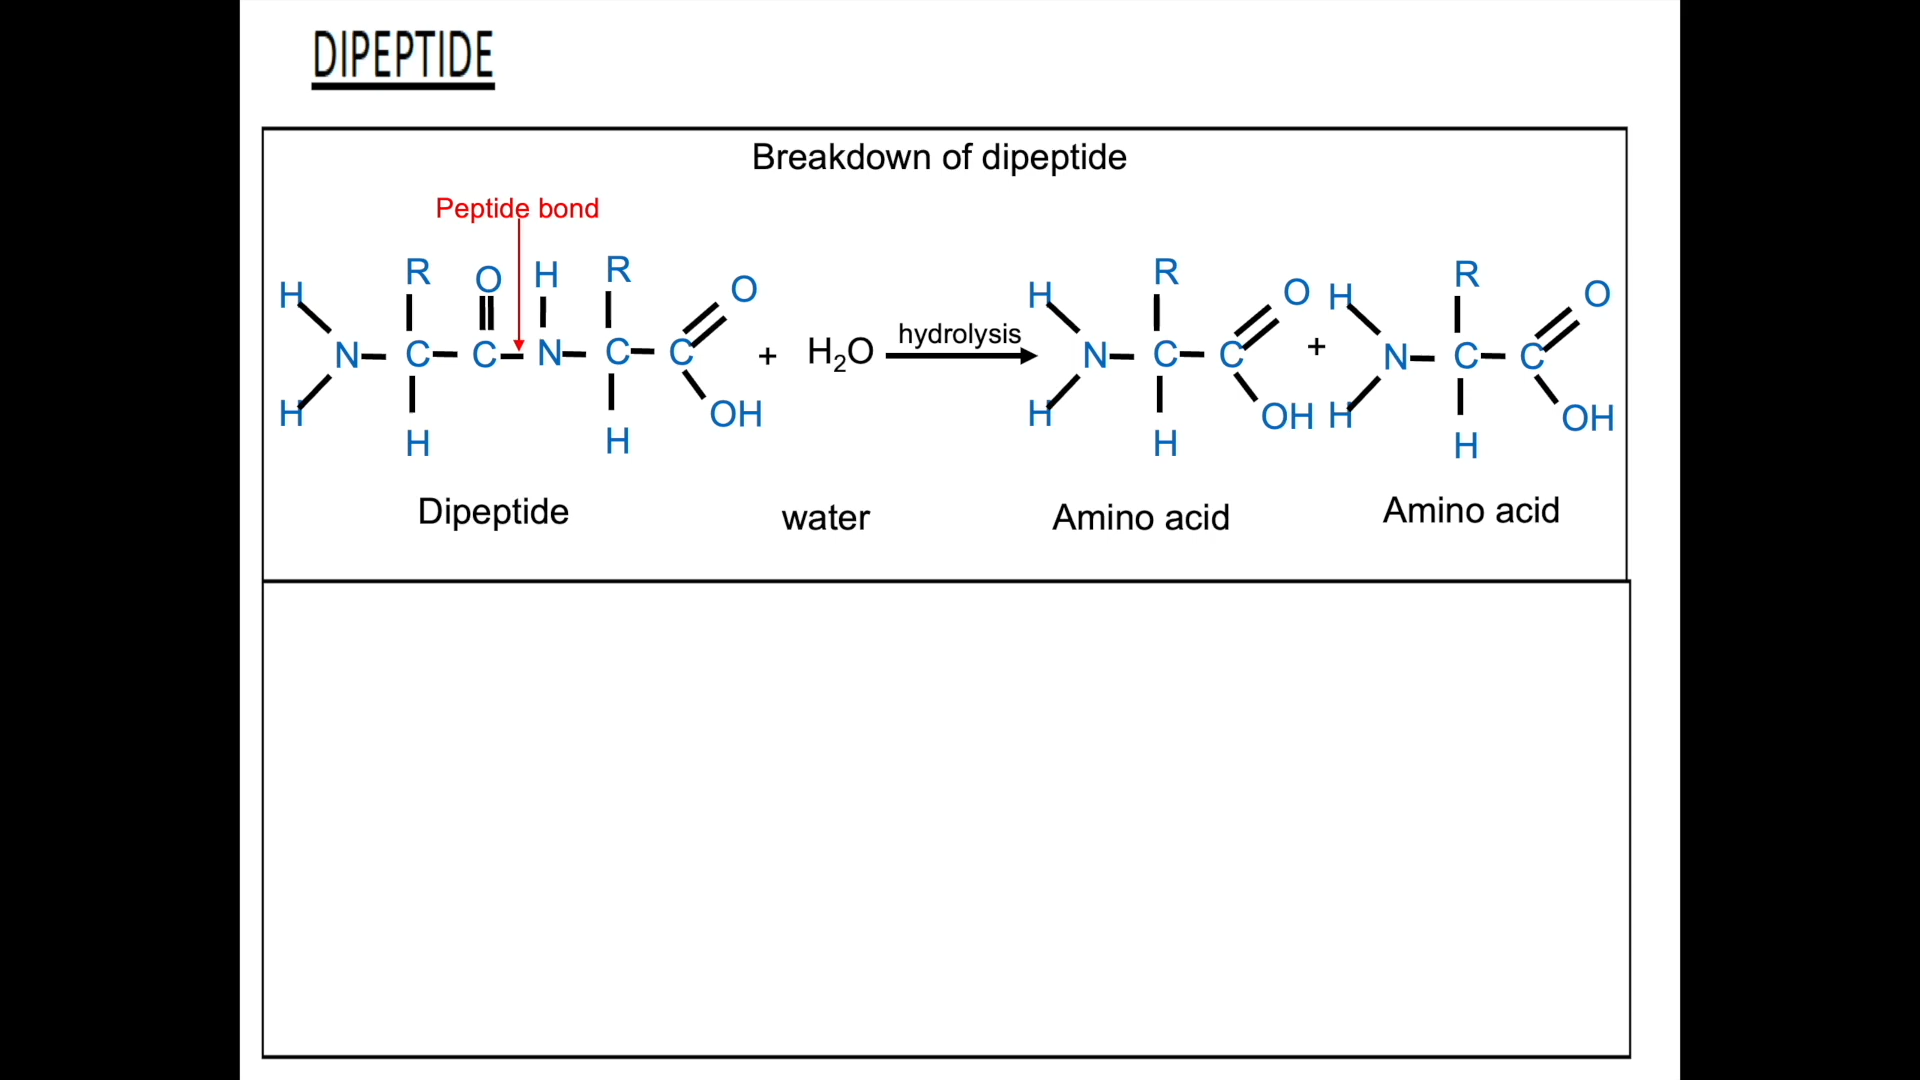 DIPEPTIDE
Breakdown of dipeptide
Peptide bond
R O H R O R O R O
H H H
N C C N C C + H₂O hydrolysis N C C + N C C
H OH H OH H OH
H H H H
Dipeptide water Amino acid Amino acid